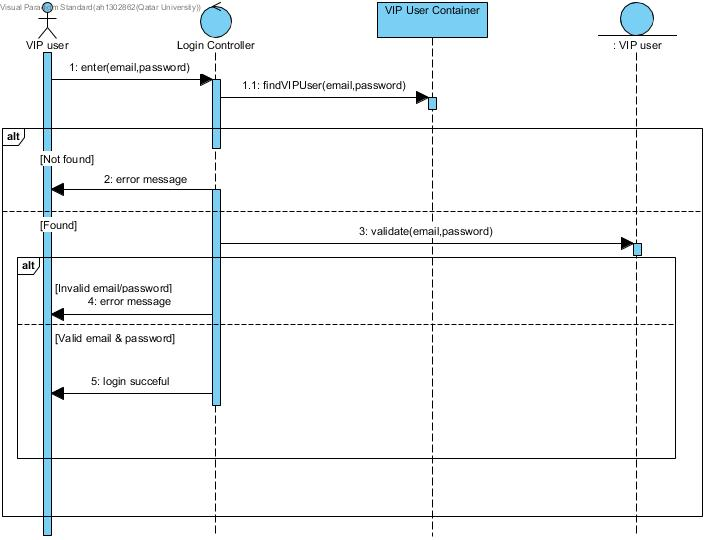 Visual Paradigm Standard(ah1302862(Qatar University))
VIP user
Login Controller
VIP User Container
: VIP user
1: enter(email,password)
1.1: findVIPUser(email,password)
alt
[Not found]
2: error message
[Found]
3: validate(email,password)
alt
[Invalid email/password]
4: error message
[Valid email & password]
5: login succeful